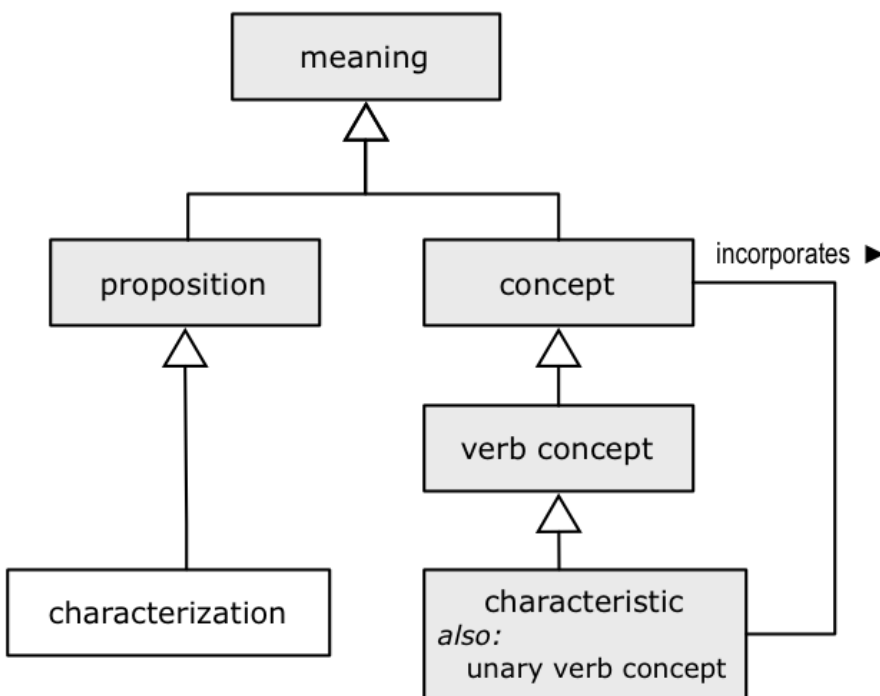 meaning
proposition
concept
incorporates ►
verb concept
characterization
characteristic
also:
unary verb concept